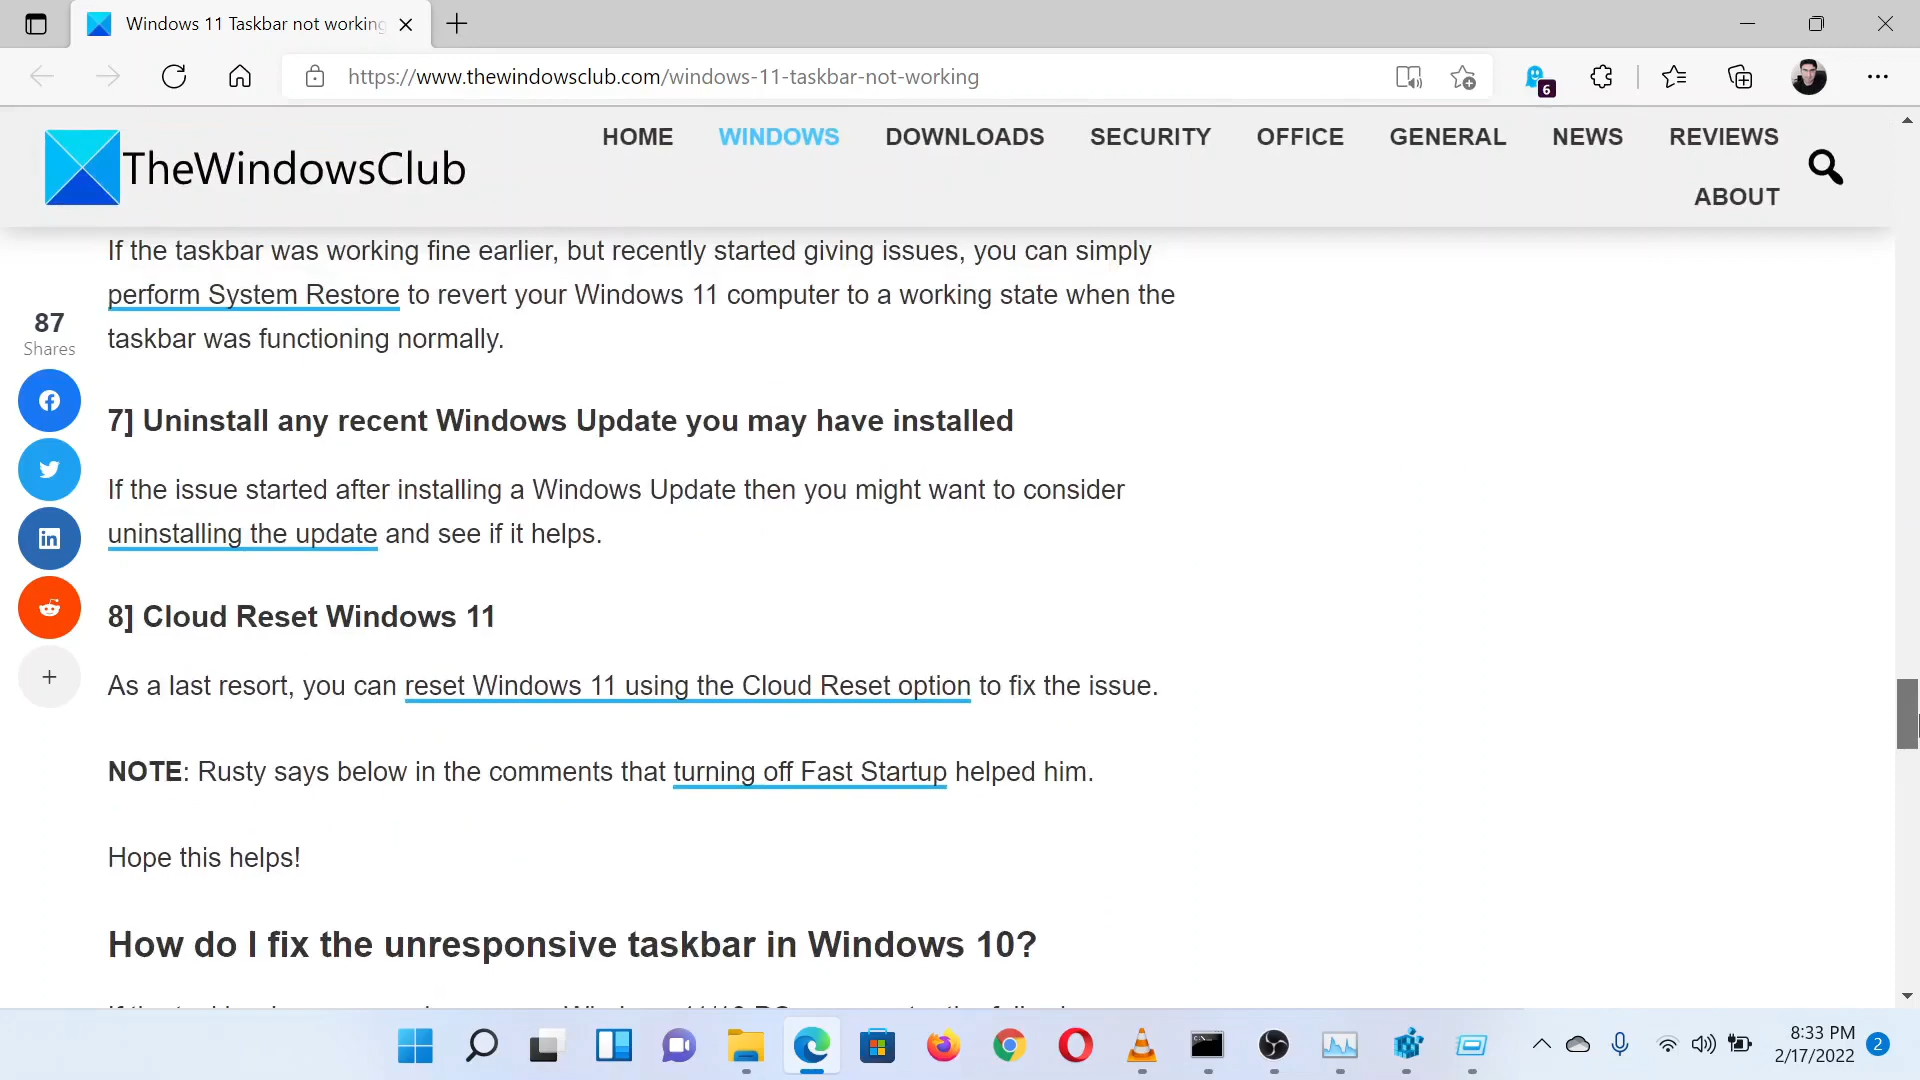 Windows 11 Taskbar not working
https://www.thewindowsclub.com/windows-11-taskbar-not-working
6
TheWindowsClub
HOME WINDOWS DOWNLOADS SECURITY OFFICE GENERAL NEWS REVIEWS
ABOUT
If the taskbar was working fine earlier, but recently started giving issues, you can simply
perform System Restore to revert your Windows 11 computer to a working state when the
taskbar was functioning normally.
87
Shares
7] Uninstall any recent Windows Update you may have installed
If the issue started after installing a Windows Update then you might want to consider
uninstalling the update and see if it helps.
8] Cloud Reset Windows 11
As a last resort, you can reset Windows 11 using the Cloud Reset option to fix the issue.
NOTE: Rusty says below in the comments that turning off Fast Startup helped him.
Hope this helps!
How do I fix the unresponsive taskbar in Windows 10?
8:33 PM
2/17/2022
2